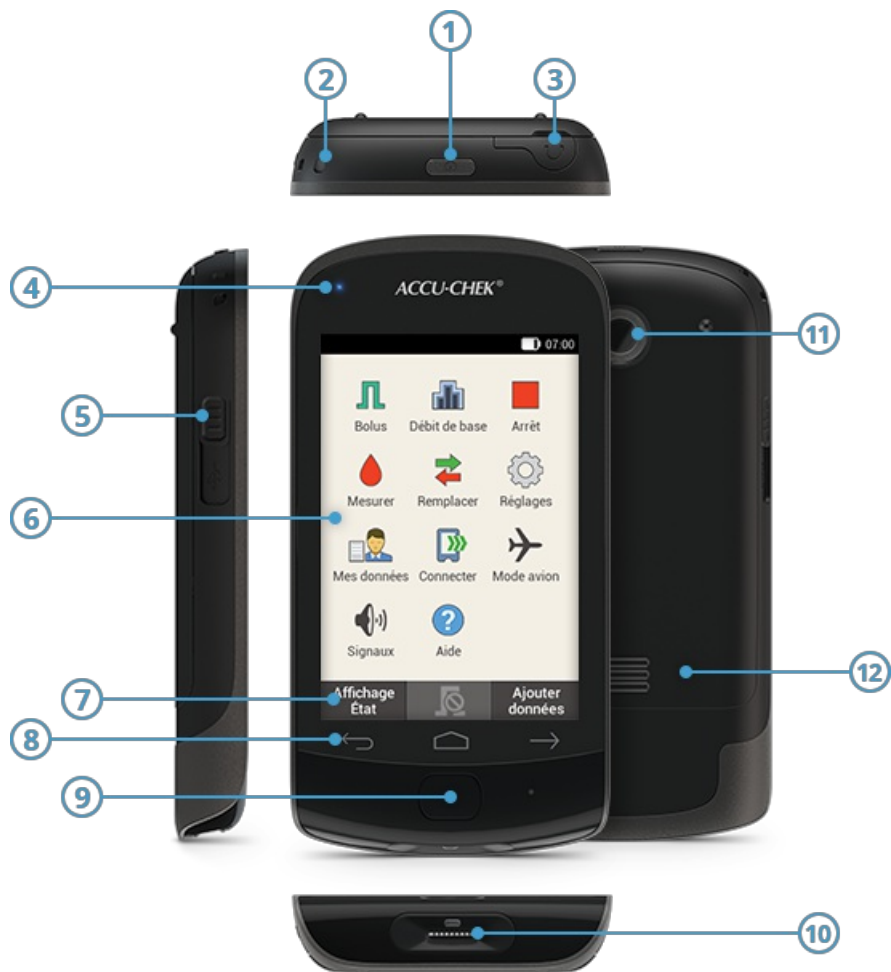 1
2
3
4
ACCU-CHEK®
11
07:00
Bolus
Débit de base
Arrêt
5
Mesurer
Remplacer
Réglages
6
Mes données
Connecter
Mode avion
Signaux
Aide
12
7
Affichage
État
Ajouter
données
8
9
10